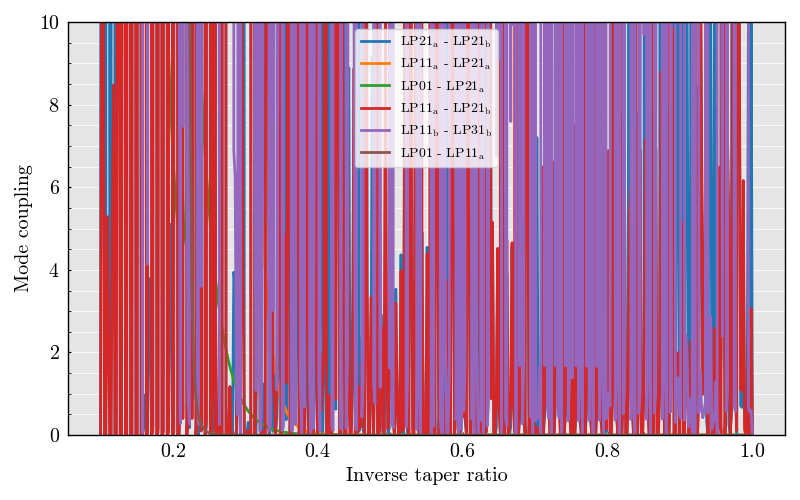 10
8
6
4
2
0
Mode coupling
LP21a - LP21b
LP11a - LP21a
LP01 - LP21a
LP11a - LP21b
LP11b - LP31b
LP01 - LP11a
0.2 0.4 0.6 0.8 1.0
Inverse taper ratio